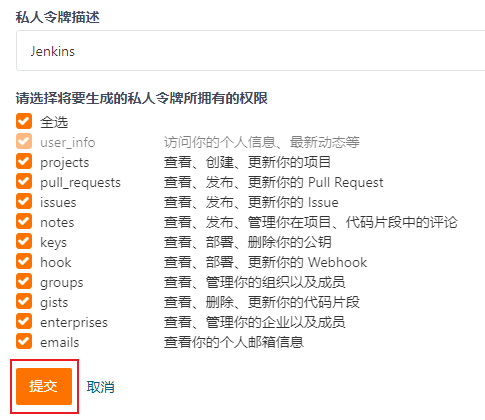 私人令牌描述
Jenkins
请选择将要生成的私人令牌所拥有的权限
全选
user_info 访问你的个人信息、最新动态等
projects 查看、创建、更新你的项目
pull_requests 查看、发布、更新你的 Pull Request
issues 查看、发布、更新你的 Issue
notes 查看、发布、管理你在项目、代码片段中的评论
keys 查看、部署、删除你的公钥
hook 查看、部署、更新你的 Webhook
groups 查看、管理你的组织以及成员
gists 查看、删除、更新你的代码片段
enterprises 查看、管理你的企业以及成员
emails 查看你的个人邮箱信息
提交 取消